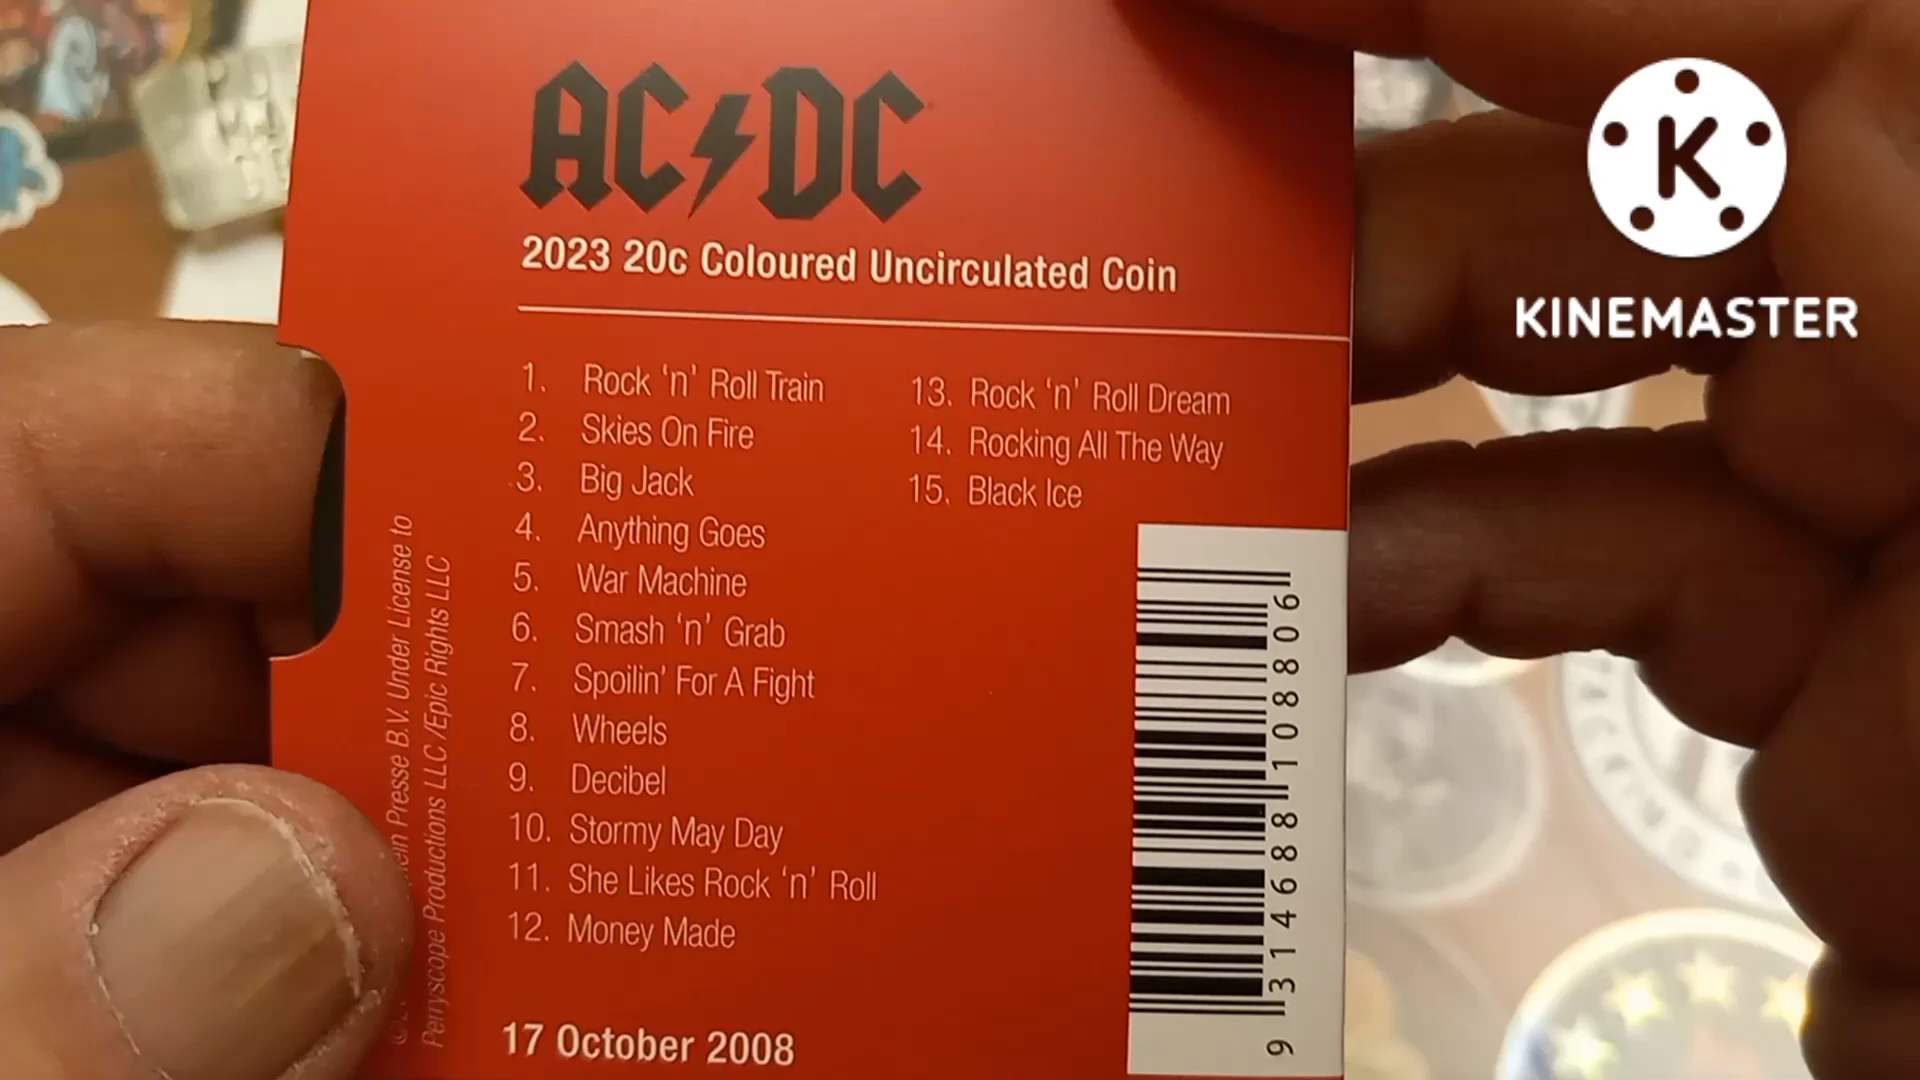 AC⚡DC
2023 20c Coloured Uncirculated Coin
1. Rock ‘n’ Roll Train
2. Skies On Fire
3. Big Jack
4. Anything Goes
5. War Machine
6. Smash ‘n’ Grab
7. Spoilin’ For A Fight
8. Wheels
9. Decibel
10. Stormy May Day
11. She Likes Rock ‘n’ Roll
12. Money Made
13. Rock ‘n’ Roll Dream
14. Rocking All The Way
15. Black Ice
17 October 2008
Presse B.V. Under License to
Perryscope Productions LLC /Epic Rights LLC
9 314688 108806
K
KINEMASTER